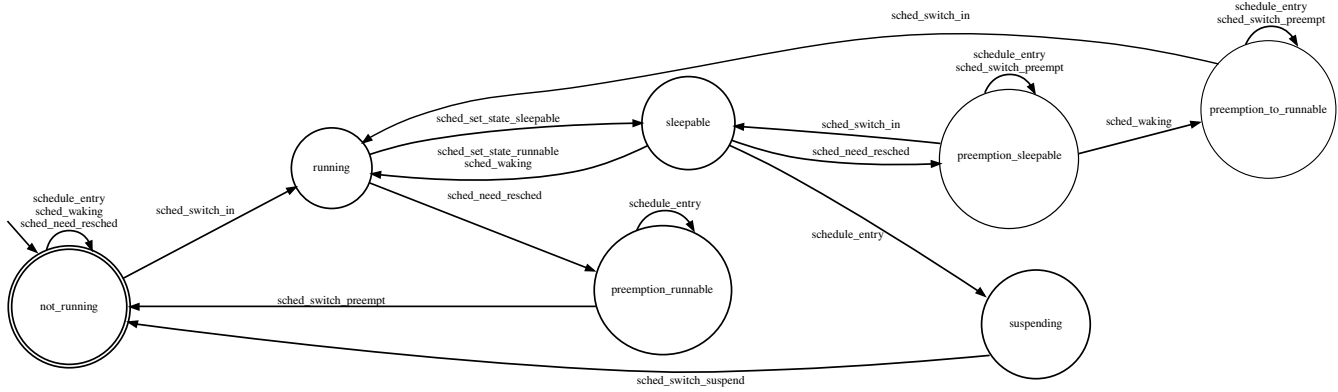 sched_switch_in
schedule_entry
sched_switch_preempt
preemption_to_runnable
schedule_entry
sched_switch_preempt
preemption_sleepable
sched_waking
sched_set_state_sleepable
sleepable
sched_switch_in
sched_need_resched
running
sched_set_state_runnable
sched_waking
schedule_entry
sched_waking
sched_need_resched
sched_switch_in
sched_need_resched
schedule_entry
schedule_entry
not_running
sched_switch_preempt
preemption_runnable
suspending
sched_switch_suspend